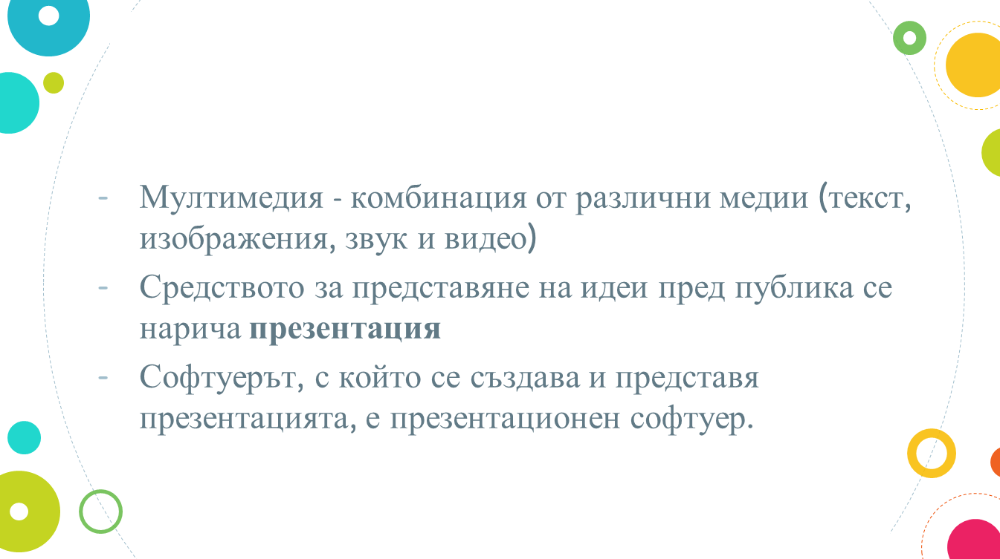 - Мултимедия - комбинация от различни медии (текст,
изображения, звук и видео)
- Средството за представяне на идеи пред публика се
нарича презентация
- Софтуерът, с който се създава и представя
презентацията, е презентационен софтуер.